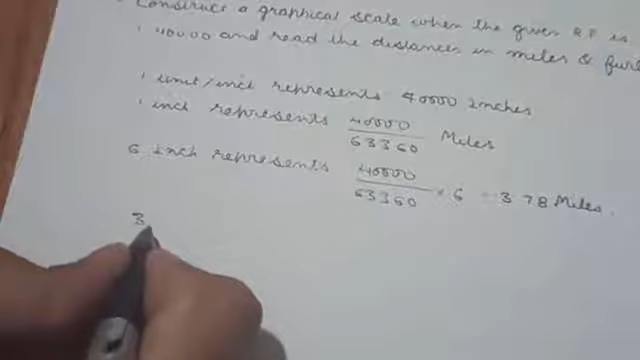 Construct a graphical scale when the given R.F is
1 40000 and read the distances in miles & furl
1 unit/inch represents 40000 inches
1 inch represents 40000/63360 Miles
6 inch represents 40000/63360 × 6 = 3.78 Miles.
3